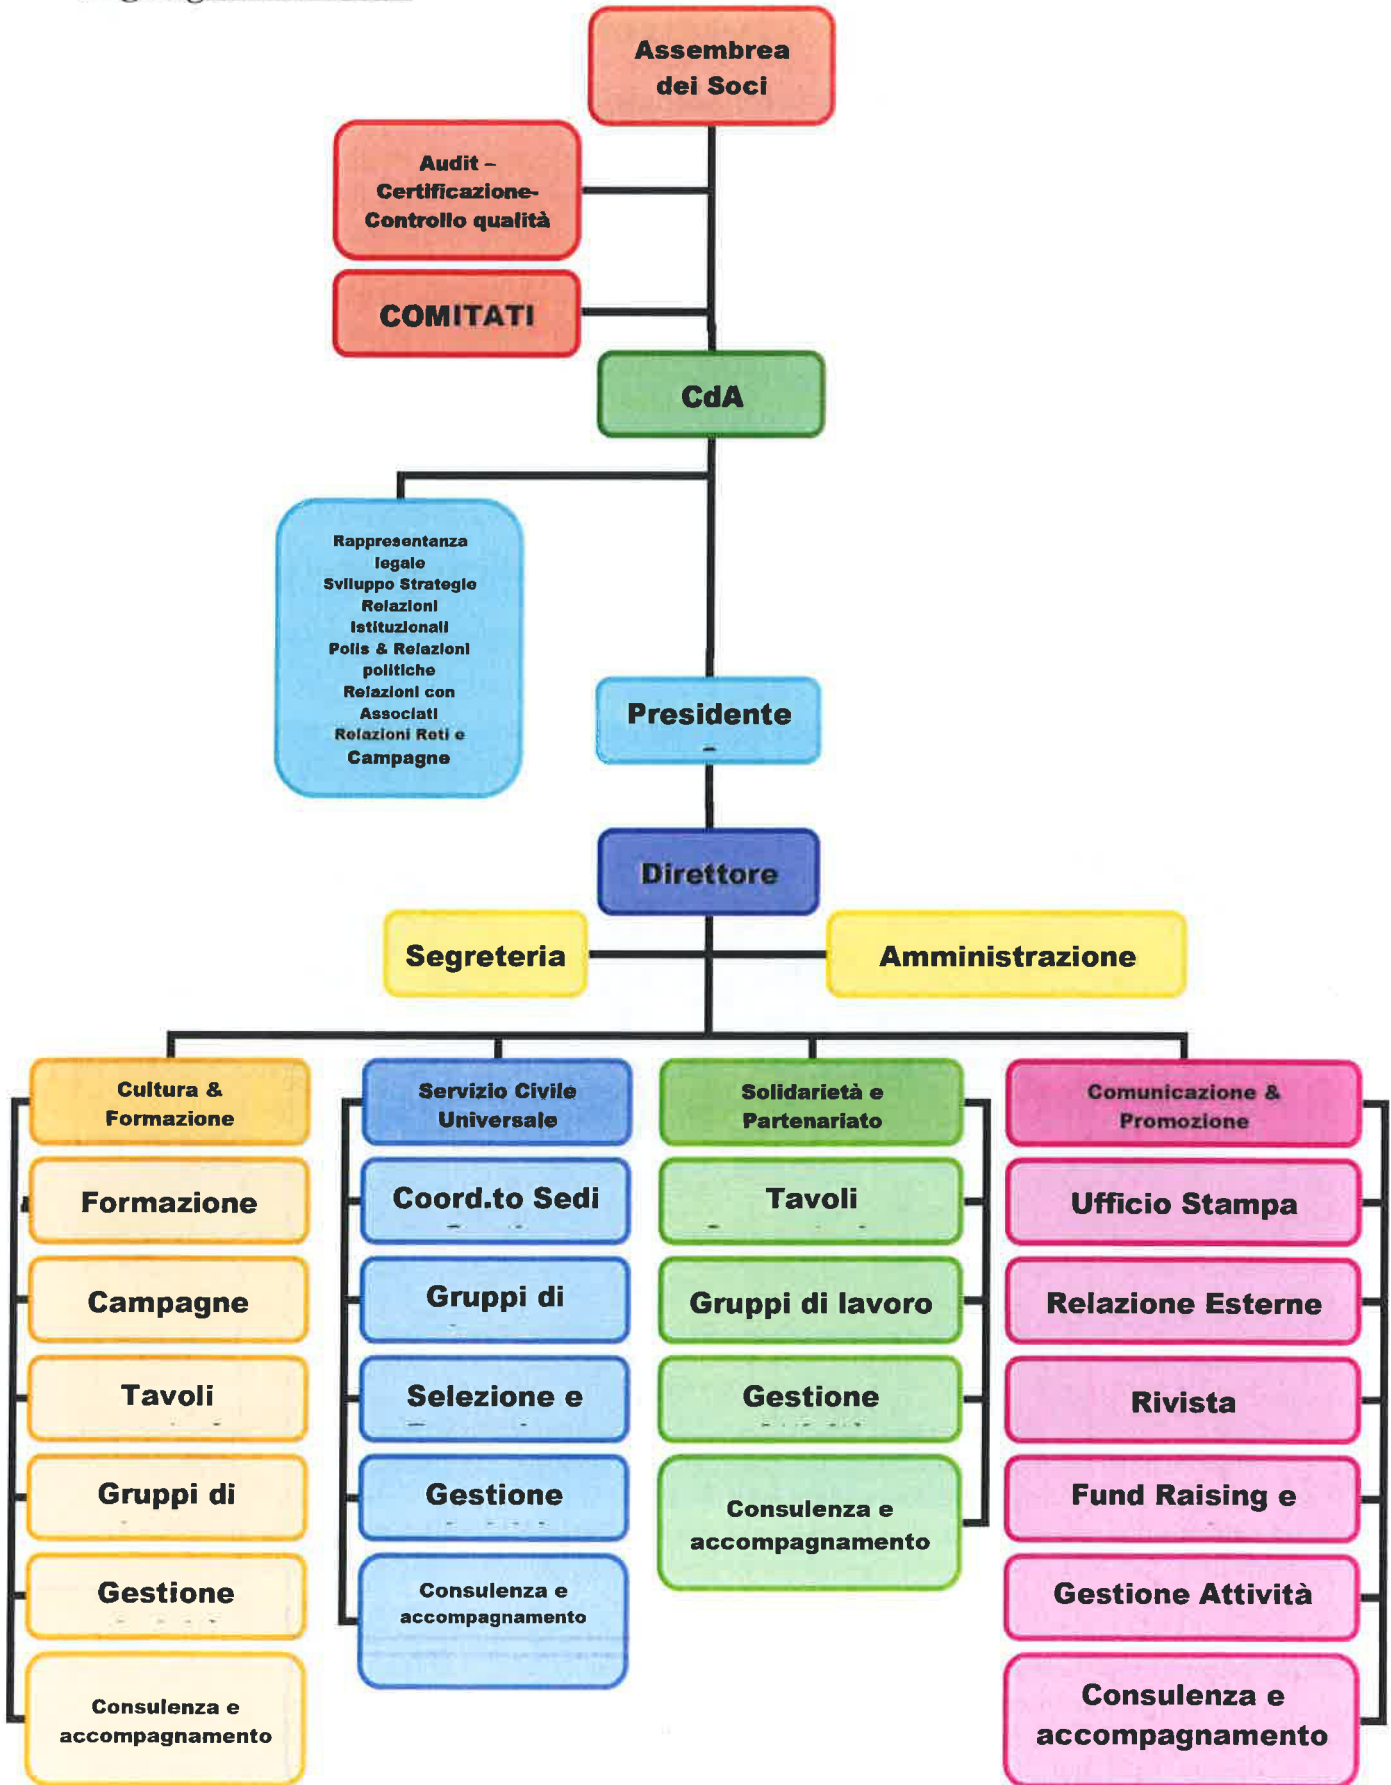 Assembrea
dei Soci
Audit –
Certificazione-
Controllo qualità
COMITATI
CdA
Rappresentanza
legale
Sviluppo Strategie
Relazioni
Istituzionali
Polis & Relazioni
politiche
Relazioni con
Associati
Relazioni Reti e
Campagne
Presidente
Direttore
Segreteria
Amministrazione
Cultura &
Formazione
Formazione
Campagne
Tavoli
Gruppi di
Gestione
Consulenza e
accompagnamento
Servizio Civile
Universale
Coord.to Sedi
Gruppi di
Selezione e
Gestione
Consulenza e
accompagnamento
Solidarietà e
Partenariato
Tavoli
Gruppi di lavoro
Gestione
Consulenza e
accompagnamento
Comunicazione &
Promozione
Ufficio Stampa
Relazione Esterne
Rivista
Fund Raising e
Gestione Attività
Consulenza e
accompagnamento